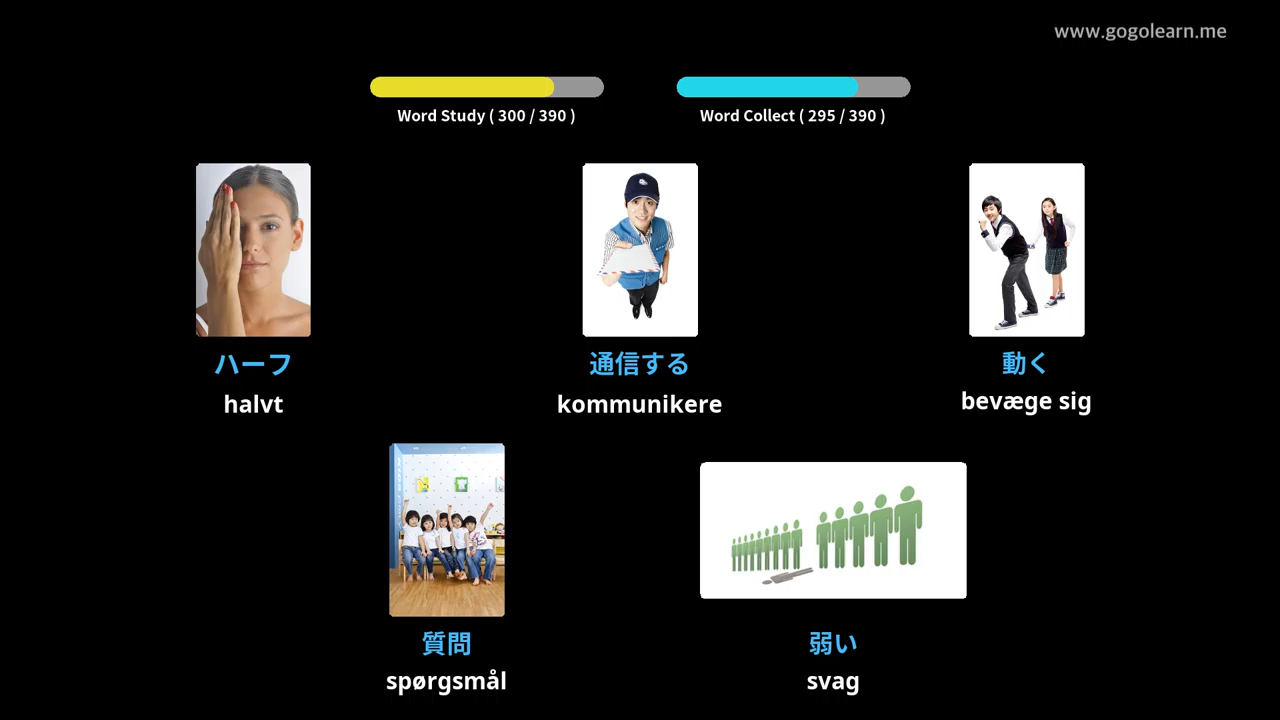 www.gogolearn.me
Word Study ( 300 / 390 )
Word Collect ( 295 / 390 )
ハーフ
halvt
通信する
kommunikere
動く
bevæge sig
質問
spørgsmål
弱い
svag